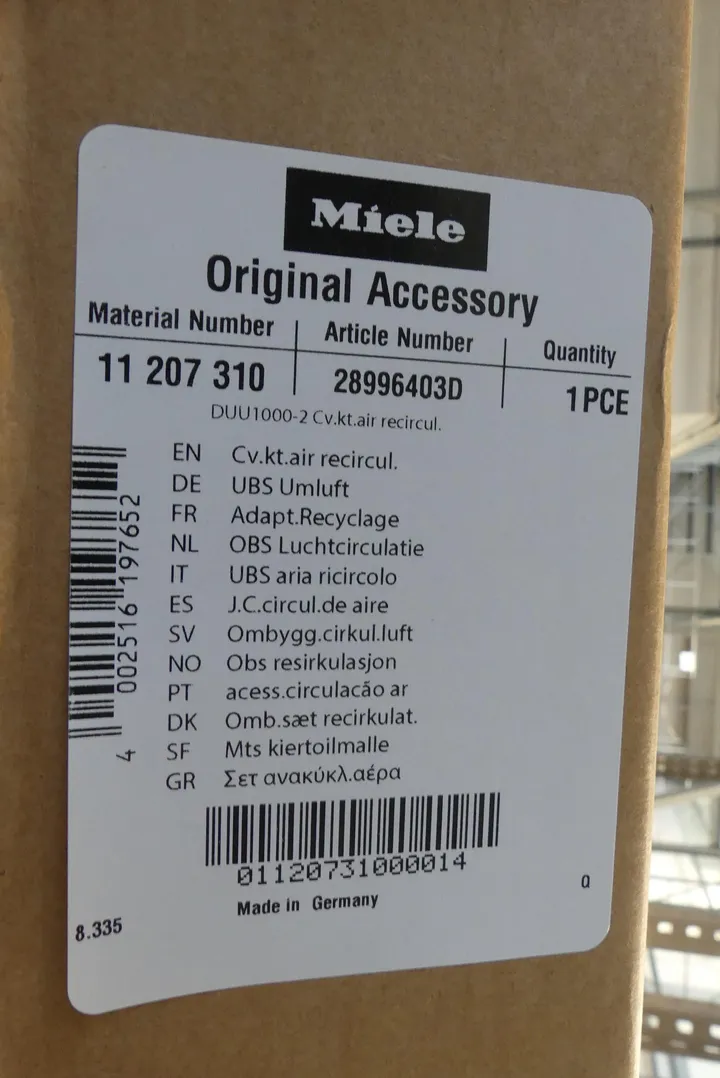 Miele
Original Accessory
Material Number Article Number Quantity
11 207 310 28996403D 1 PCE
DUU1000-2 Cv.kt.air recircul.
EN Cv.kt.air recircul.
DE UBS Umluft
FR Adapt.Recyclage
NL OBS Luchtcirculatie
IT UBS aria ricircolo
ES J.C.circul.de aire
SV Ombygg.cirkul.luft
NO Obs resirkulasjon
PT acess.circulacão ar
DK Omb.sæt recirkulat.
SF Mts kiertoilmalle
GR Σετ ανακύκλ.αέρα
4 002516 197652
01120731000014
Made in Germany
8.335
Q